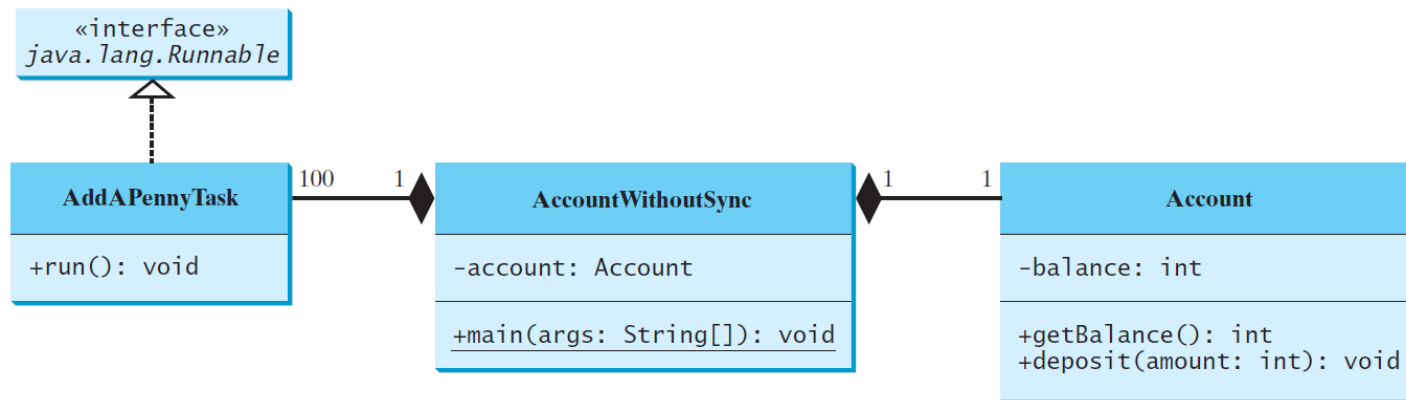 «interface»
java.lang.Runnable
AddAPennyTask
+run(): void
100
1
AccountWithoutSync
-account: Account
+main(args: String[]): void
1
1
Account
-balance: int
+getBalance(): int
+deposit(amount: int): void